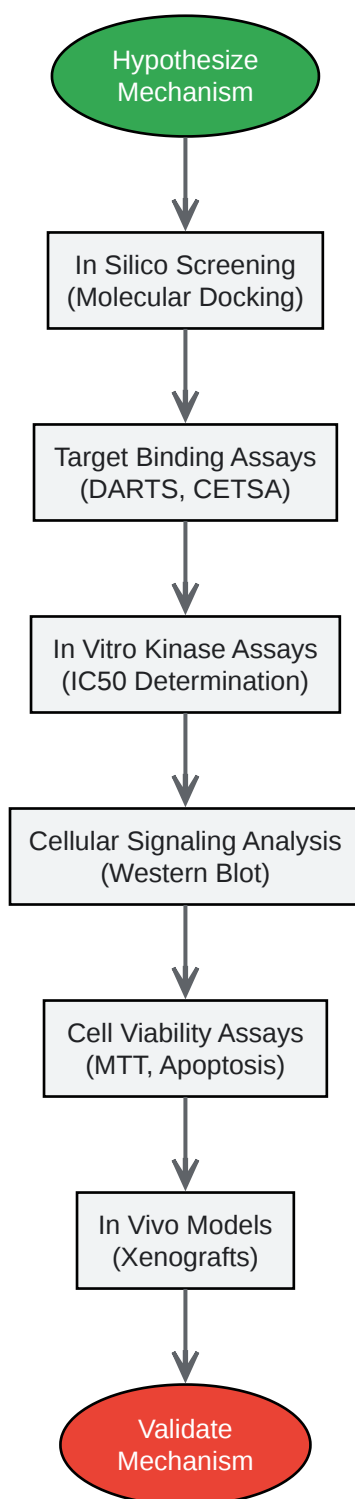 Hypothesize
Mechanism
In Silico Screening
(Molecular Docking)
Target Binding Assays
(DARTS, CETSA)
In Vitro Kinase Assays
(IC50 Determination)
Cellular Signaling Analysis
(Western Blot)
Cell Viability Assays
(MTT, Apoptosis)
In Vivo Models
(Xenografts)
Validate
Mechanism